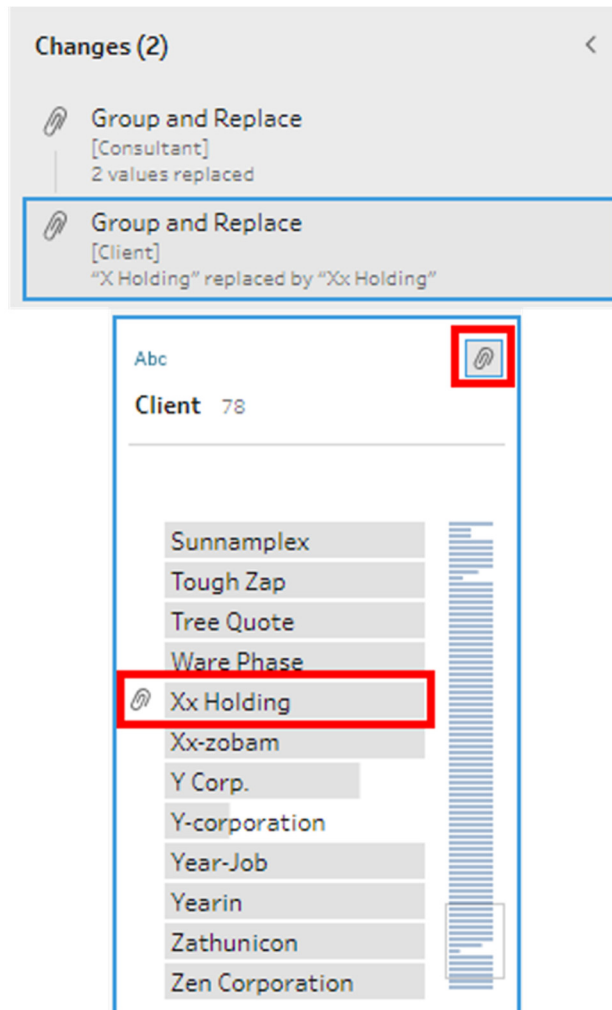 Changes (2)
Group and Replace
[Consultant]
2 values replaced
Group and Replace
[Client]
“X Holding” replaced by “Xx Holding”
Abc
Client 78
Sunnamplex
Tough Zap
Tree Quote
Ware Phase
Xx Holding
Xx-zobam
Y Corp.
Y-corporation
Year-Job
Yearin
Zathunicon
Zen Corporation